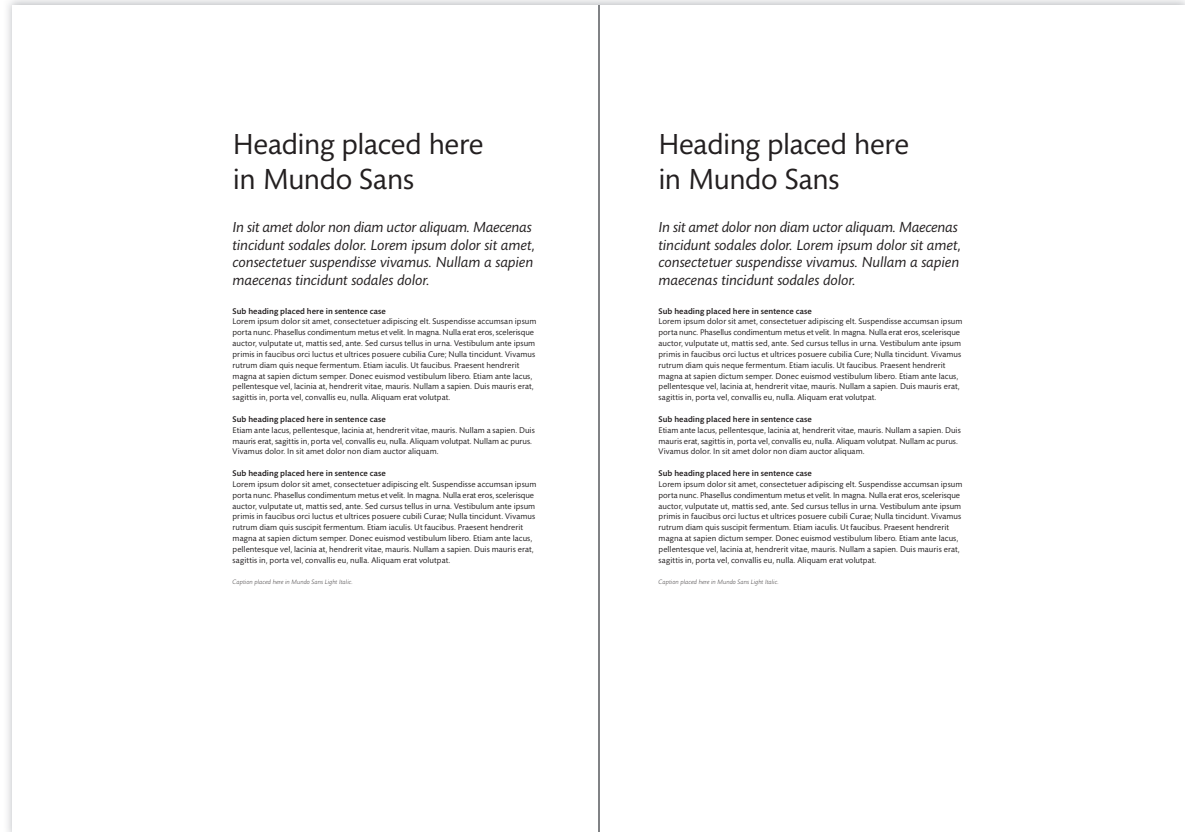 Heading placed here
in Mundo Sans
In sit amet dolor non diam uctor aliquam. Maecenas
tincidunt sodales dolor. Lorem ipsum dolor sit amet,
consectetuer suspendisse vivamus. Nullam a sapien
maecenas tincidunt sodales dolor.
Sub heading placed here in sentence case
Lorem ipsum dolor sit amet, consectetuer adipiscing elt. Suspendisse accumsan ipsum
porta nunc. Phasellus condimentum metus et velit. In magna. Nulla erat eros, scelerisque
auctor, vulputate ut, mattis sed, ante. Sed cursus tellus in urna. Vestibulum ante ipsum
primis in faucibus orci luctus et ultrices posuere cubilia Cure; Nulla tincidunt. Vivamus
rutrum diam quis neque fermentum. Etiam iaculis. Ut faucibus. Praesent hendrerit
magna at sapien dictum semper. Donec euismod vestibulum libero. Etiam ante lacus,
pellentesque vel, lacinia at, hendrerit vitae, mauris. Nullam a sapien. Duis mauris erat,
sagittis in, porta vel, convallis eu, nulla. Aliquam erat volutpat.
Sub heading placed here in sentence case
Etiam ante lacus, pellentesque, lacinia at, hendrerit vitae, mauris. Nullam a sapien. Duis
mauris erat, sagittis in, porta vel, convallis eu, nulla. Aliquam volutpat. Nullam ac purus.
Vivamus dolor. In sit amet dolor non diam auctor aliquam.
Sub heading placed here in sentence case
Lorem ipsum dolor sit amet, consectetuer adipiscing elt. Suspendisse accumsan ipsum
porta nunc. Phasellus condimentum metus et velit. In magna. Nulla erat eros, scelerisque
auctor, vulputate ut, mattis sed, ante. Sed cursus tellus in urna. Vestibulum ante ipsum
primis in faucibus orci luctus et ultrices posuere cubili Curae; Nulla tincidunt. Vivamus
rutrum diam quis suscipit fermentum. Etiam iaculis. Ut faucibus. Praesent hendrerit
magna at sapien dictum semper. Donec euismod vestibulum libero. Etiam ante lacus,
pellentesque vel, lacinia at, hendrerit vitae, mauris. Nullam a sapien. Duis mauris erat,
sagittis in, porta vel, convallis eu, nulla. Aliquam erat volutpat.
Caption placed here in Mundo Sans Light Italic.
Heading placed here
in Mundo Sans
In sit amet dolor non diam uctor aliquam. Maecenas
tincidunt sodales dolor. Lorem ipsum dolor sit amet,
consectetuer suspendisse vivamus. Nullam a sapien
maecenas tincidunt sodales dolor.
Sub heading placed here in sentence case
Lorem ipsum dolor sit amet, consectetuer adipiscing elt. Suspendisse accumsan ipsum
porta nunc. Phasellus condimentum metus et velit. In magna. Nulla erat eros, scelerisque
auctor, vulputate ut, mattis sed, ante. Sed cursus tellus in urna. Vestibulum ante ipsum
primis in faucibus orci luctus et ultrices posuere cubilia Cure; Nulla tincidunt. Vivamus
rutrum diam quis neque fermentum. Etiam iaculis. Ut faucibus. Praesent hendrerit
magna at sapien dictum semper. Donec euismod vestibulum libero. Etiam ante lacus,
pellentesque vel, lacinia at, hendrerit vitae, mauris. Nullam a sapien. Duis mauris erat,
sagittis in, porta vel, convallis eu, nulla. Aliquam erat volutpat.
Sub heading placed here in sentence case
Etiam ante lacus, pellentesque, lacinia at, hendrerit vitae, mauris. Nullam a sapien. Duis
mauris erat, sagittis in, porta vel, convallis eu, nulla. Aliquam volutpat. Nullam ac purus.
Vivamus dolor. In sit amet dolor non diam auctor aliquam.
Sub heading placed here in sentence case
Lorem ipsum dolor sit amet, consectetuer adipiscing elt. Suspendisse accumsan ipsum
porta nunc. Phasellus condimentum metus et velit. In magna. Nulla erat eros, scelerisque
auctor, vulputate ut, mattis sed, ante. Sed cursus tellus in urna. Vestibulum ante ipsum
primis in faucibus orci luctus et ultrices posuere cubili Curae; Nulla tincidunt. Vivamus
rutrum diam quis suscipit fermentum. Etiam iaculis. Ut faucibus. Praesent hendrerit
magna at sapien dictum semper. Donec euismod vestibulum libero. Etiam ante lacus,
pellentesque vel, lacinia at, hendrerit vitae, mauris. Nullam a sapien. Duis mauris erat,
sagittis in, porta vel, convallis eu, nulla. Aliquam erat volutpat.
Caption placed here in Mundo Sans Light Italic.